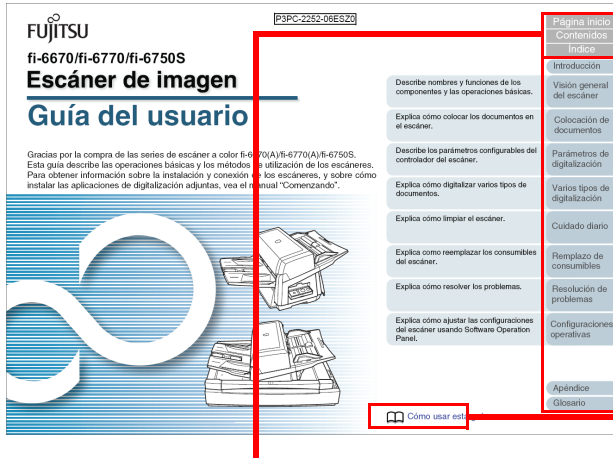 P3PC-2252-06ESZ0
FUJITSU
fi-6670/fi-6770/fi-6750S
Escáner de imagen
Guía del usuario
Gracias por la compra de las series de escáner a color fi-6670(A)/fi-6770(A)/fi-6750S.
Esta guía describe las operaciones básicas y los métodos de utilización de los escáneres.
Para obtener información sobre la instalación y conexión de los escáneres, y sobre cómo
instalar las aplicaciones de digitalización adjuntas, vea el manual "Comenzando".
Describe nombres y funciones de los
componentes y las operaciones básicas.
Explica cómo colocar los documentos en
el escáner.
Describe los parámetros configurables del
controlador del escáner.
Explica cómo digitalizar varios tipos de
documentos.
Explica cómo limpiar el escáner.
Explica como reemplazar los consumibles
del escáner.
Explica cómo resolver los problemas.
Explica cómo ajustar las configuraciones
del escáner usando Software Operation
Panel.
Cómo usar esta
Página inicio
Contenidos
Índice
Introducción
Visión general
del escáner
Colocación de
documentos
Parámetros de
digitalización
Varios tipos de
digitalización
Cuidado diario
Remplazo de
consumibles
Resolución de
problemas
Configuraciones
operativas
Apéndice
Glosario